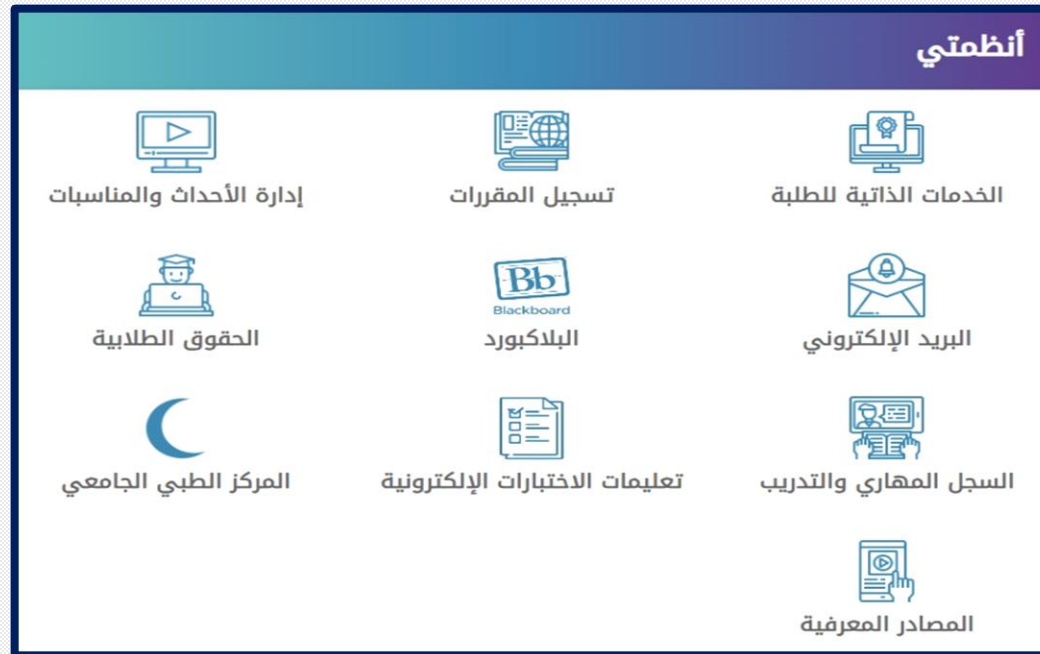 أنظمتي
الخدمات الذاتية للطلبة
تسجيل المقررات
إدارة الأحداث والمناسبات
البريد الإلكتروني
Bb
Blackboard
البلاكبورد
الحقوق الطلابية
السجل المهاري والتدريب
تعليمات الاختبارات الإلكترونية
المركز الطبي الجامعي
المصادر المعرفية